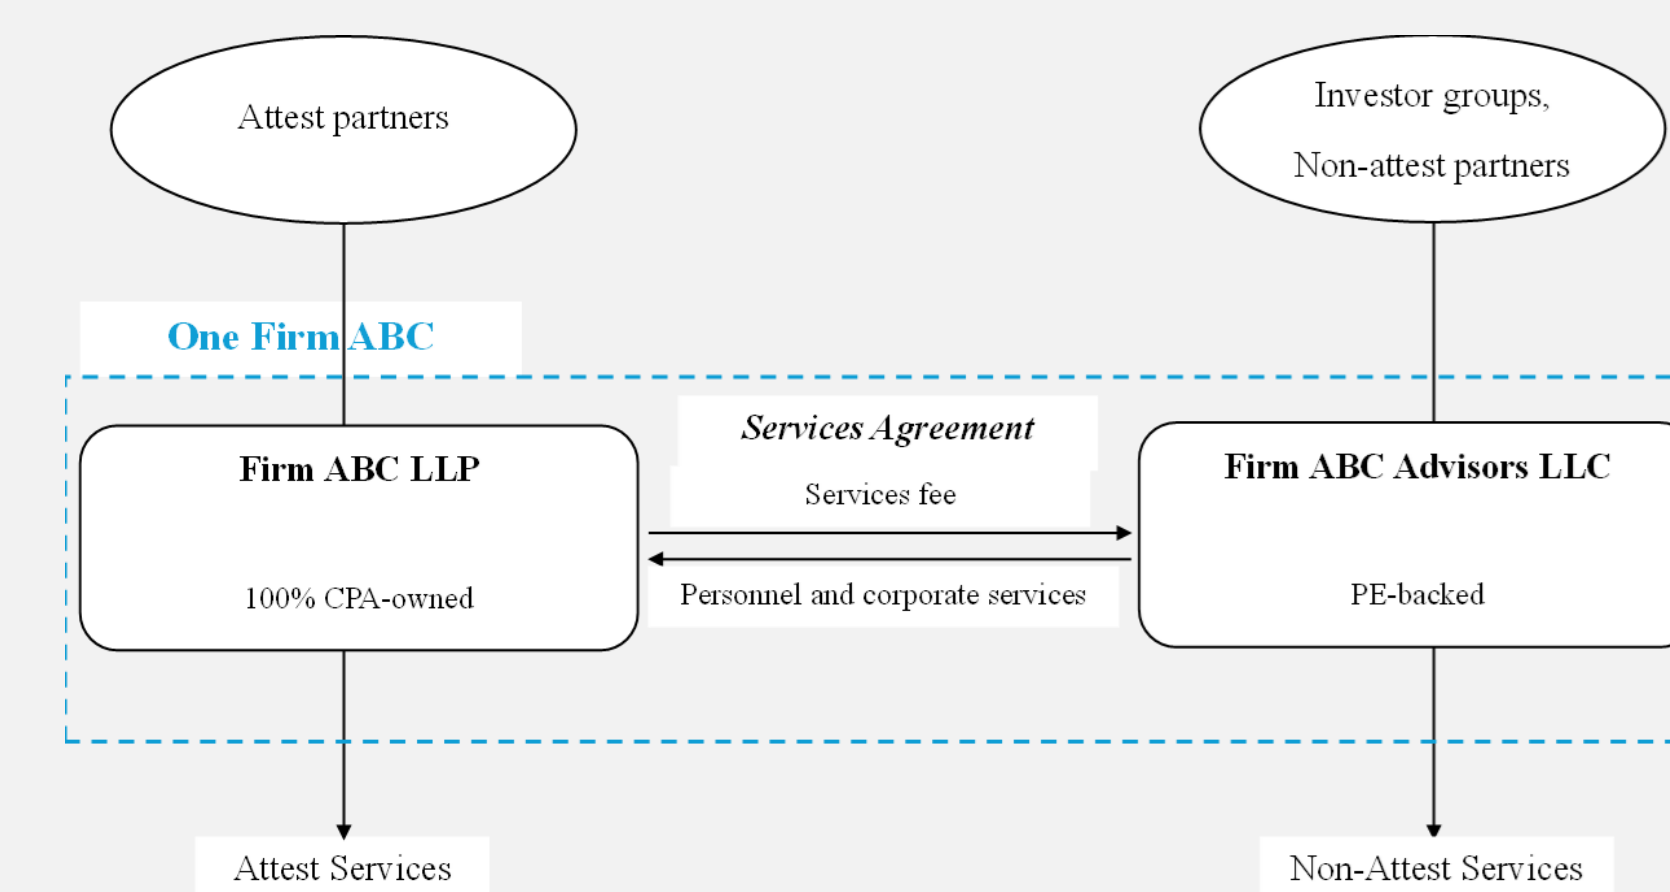 Attest partners
Investor groups,
Non-attest partners
One Firm ABC
Services Agreement
Firm ABC LLP
Firm ABC Advisors LLC
Services fee
100% CPA-owned
Personnel and corporate services
PE-backed
Attest Services
Non-Attest Services